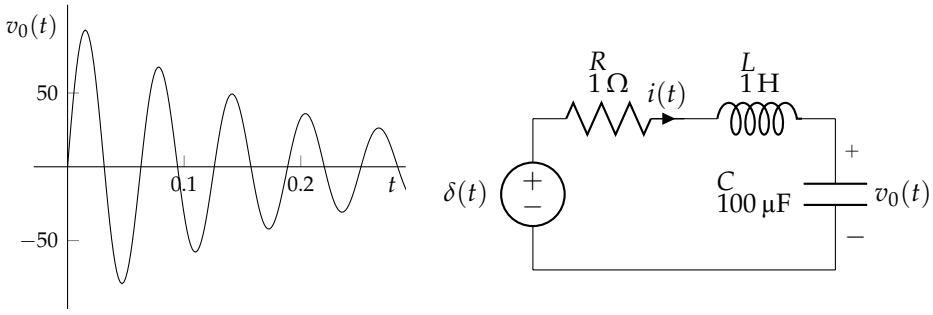 v₀(t)
50
−50
0.1
0.2
t
R
1 Ω
i(t)
L
1 H
δ(t)
+
−
C
100 µF
+
v₀(t)
−